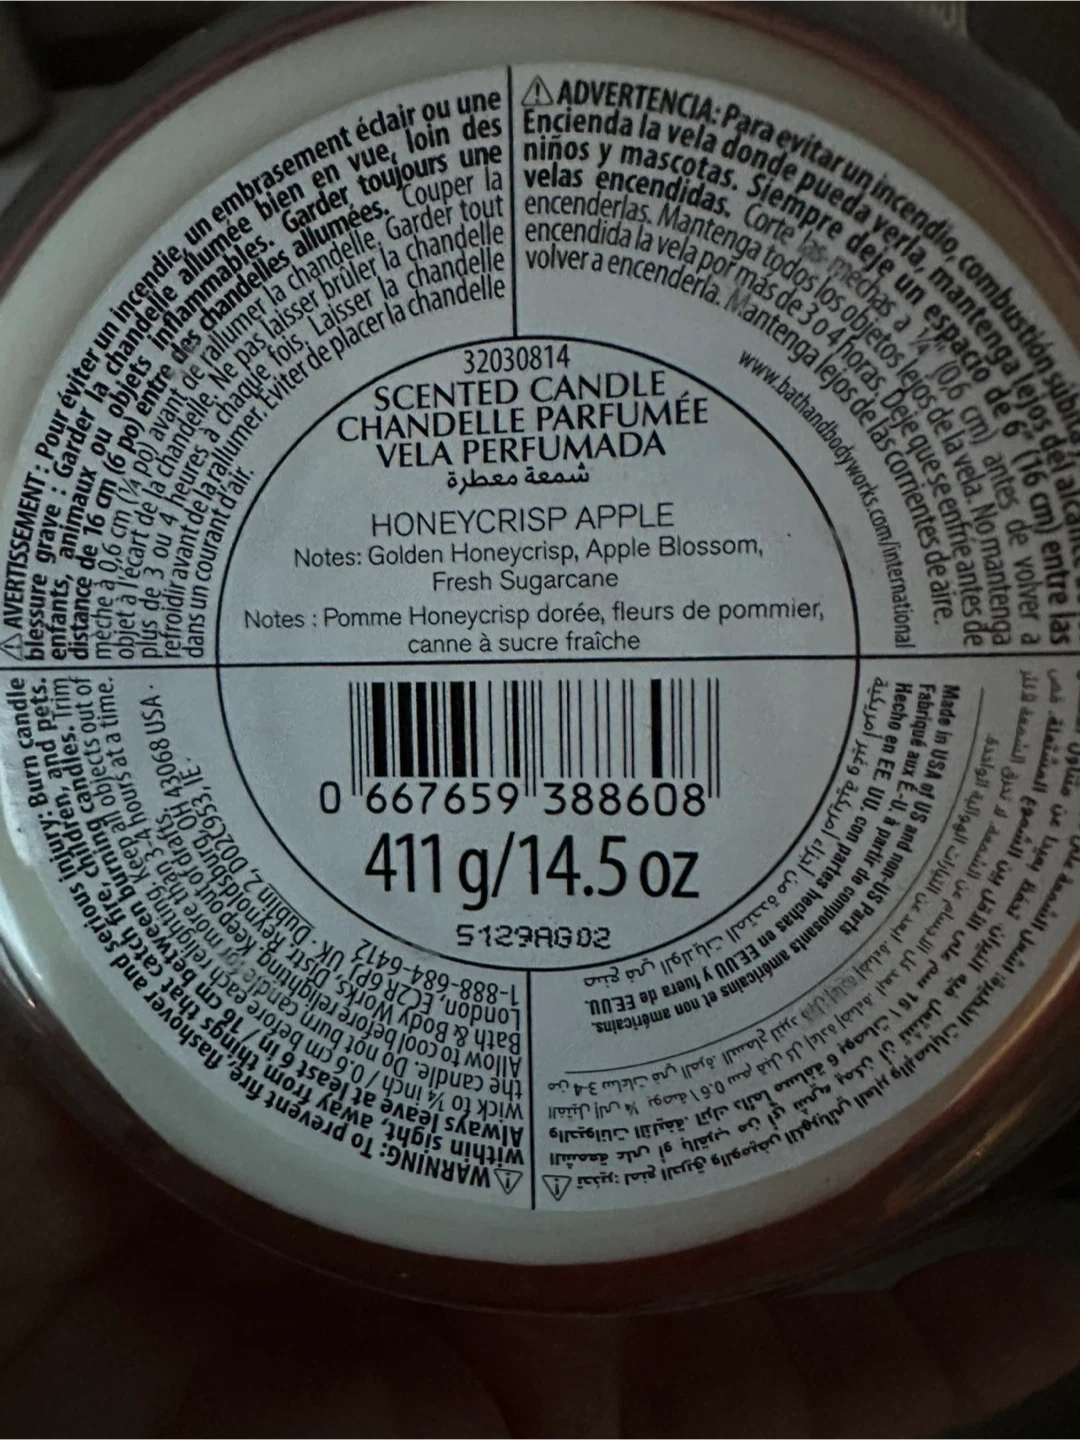 32030814
SCENTED CANDLE
CHANDELLE PARFUMÉE
VELA PERFUMADA
شمعة معطرة
HONEYCRISP APPLE
Notes: Golden Honeycrisp, Apple Blossom,
Fresh Sugarcane
Notes : Pomme Honeycrisp dorée, fleurs de pommier,
canne à sucre fraîche
0 667659 388608
411 g/14.5 oz
5129AG02
⚠ AVERTISSEMENT : Pour éviter un incendie, un embrasement éclair ou une
blessure grave : Garder la chandelle allumée bien en vue, loin des
enfants, animaux ou objets inflammables. Garder toujours une
distance de 16 cm (6 po) entre des chandelles allumées. Couper la
mèche à 0,6 cm (¼ po) avant de rallumer la chandelle. Garder tout
objet à l'écart de la chandelle. Ne pas laisser brûler la chandelle
plus de 3 ou 4 heures à chaque fois. Laisser la chandelle
refroidir avant de la rallumer. Éviter de placer la chandelle
dans un courant d'air.
⚠ ADVERTENCIA: Para evitar un incendio, combustión súbita
Encienda la vela donde pueda verla, mantenga lejos del alcance
niños y mascotas. Siempre deje un espacio de 6" (16 cm) entre las
velas encendidas. Corte las mechas a ¼" (0,6 cm) antes de volver a
encenderlas. Mantenga todos los objetos lejos de la vela. No mantenga
encendida la vela por más de 3 o 4 horas. Deje que se enfríe antes de
volver a encenderla. Mantenga lejos de las corrientes de aire.
www.bathandbodyworks.com/international
⚠ WARNING: To prevent fire, flashover and serious injury: Burn candle
within sight, away from things that catch fire, children, and pets.
Always leave at least 6 in / 16 cm between burning candles. Trim
wick to ¼ inch / 0.6 cm before each relighting. Keep all objects out of
the candle. Do not burn candle for more than 3-4 hours at a time.
Allow to cool before relighting. Keep out of drafts.
Bath & Body Works, Distr. Reynoldsburg, OH 43068 USA ·
London, EC2R 6PJ, UK · Dublin 2, D02C953, IE ·
1-888-684-6412
Made in USA of US and non-US Parts
Fabriqué aux É.-U. à partir de composants américains et non américains.
Hecho en EE. UU. con partes hechas en EE.UU y fuera de EE.UU.